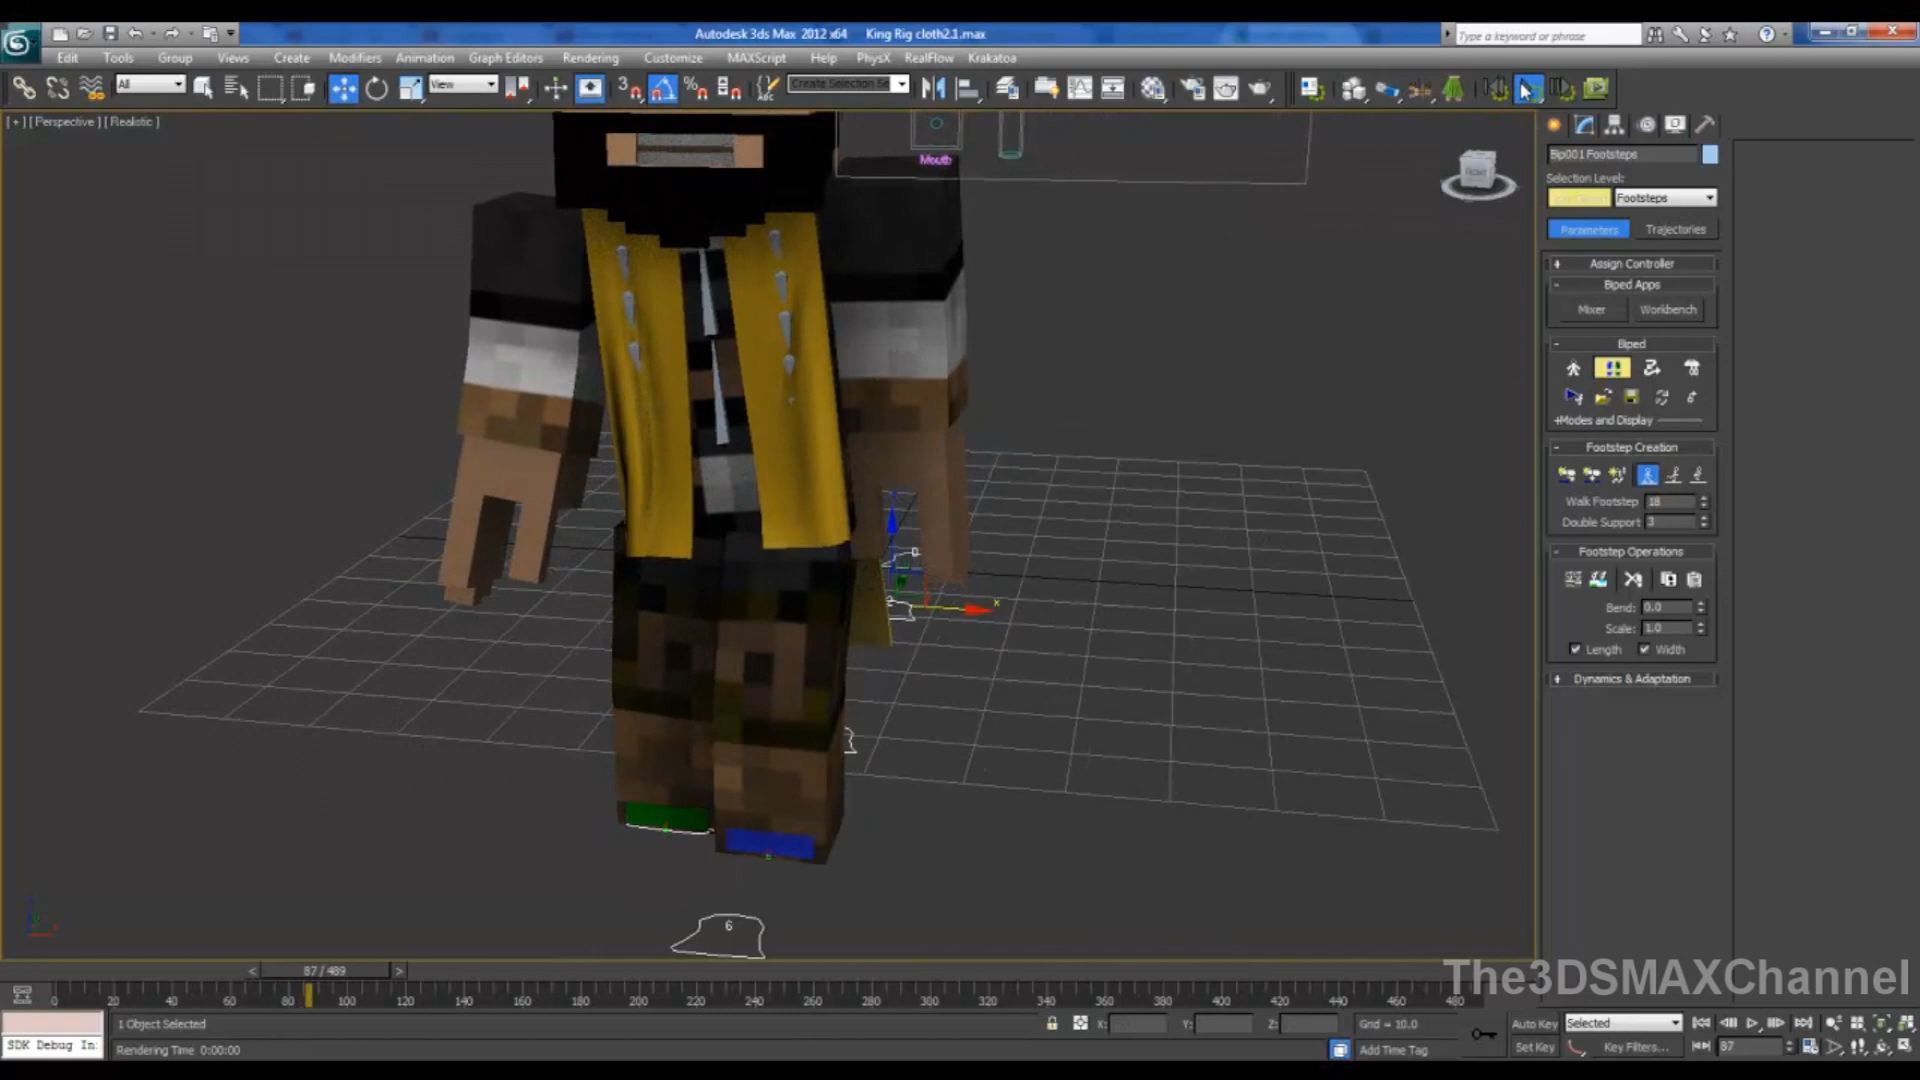 Autodesk 3ds Max 2012 x64 King Rig cloth2.1.max
Type a keyword or phrase
Edit Tools Group Views Create Modifiers Animation Graph Editors Rendering Customize MAXScript Help PhysX RealFlow Krakatoa
All View 3 Create Selection Se
[ + ] [ Perspective ] [ Realistic ]
Mouth
FRONT
Bip001 Footsteps
Selection Level:
Footsteps
Parameters Trajectories
+ Assign Controller
- Biped Apps
Mixer Workbench
- Biped
+Modes and Display
- Footstep Creation
Walk Footstep 18
Double Support 3
- Footstep Operations
Bend: 0.0
Scale: 1.0
Length Width
+ Dynamics & Adaptation
x
6
The3DSMAXChannel
< 87 / 489 >
0 20 40 60 80 100 120 140 160 180 200 220 240 260 280 300 320 340 360 380 400 420 440 460 480
1 Object Selected X: Y: Z: Grid = 10.0 Auto Key Selected
SDK Debug In: Rendering Time 0:00:00 Add Time Tag Set Key Key Filters... 87